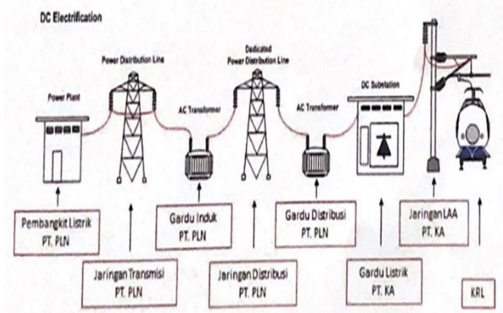 DC Electrification
Power Plant
Power Distribution Line
AC Transformer
Dedicated
Power Distribution Line
AC Transformer
DC Substation
Pembangkit Listrik
PT. PLN
Jaringan Transmisi
PT. PLN
Gardu Induk
PT. PLN
Jaringan Distribusi
PT. PLN
Gardu Distribusi
PT. PLN
Gardu Listrik
PT. KA
Jaringan LAA
PT. KA
KRL